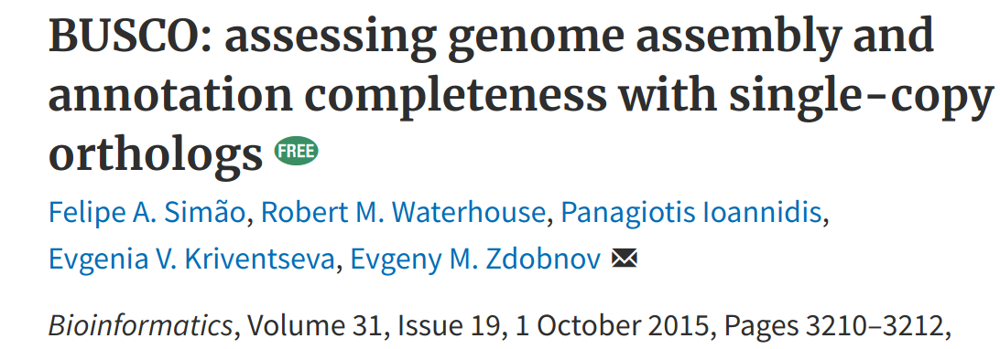 BUSCO: assessing genome assembly and
annotation completeness with single-copy
orthologs FREE
Felipe A. Simão, Robert M. Waterhouse, Panagiotis Ioannidis,
Evgenia V. Kriventseva, Evgeny M. Zdobnov
Bioinformatics, Volume 31, Issue 19, 1 October 2015, Pages 3210–3212,